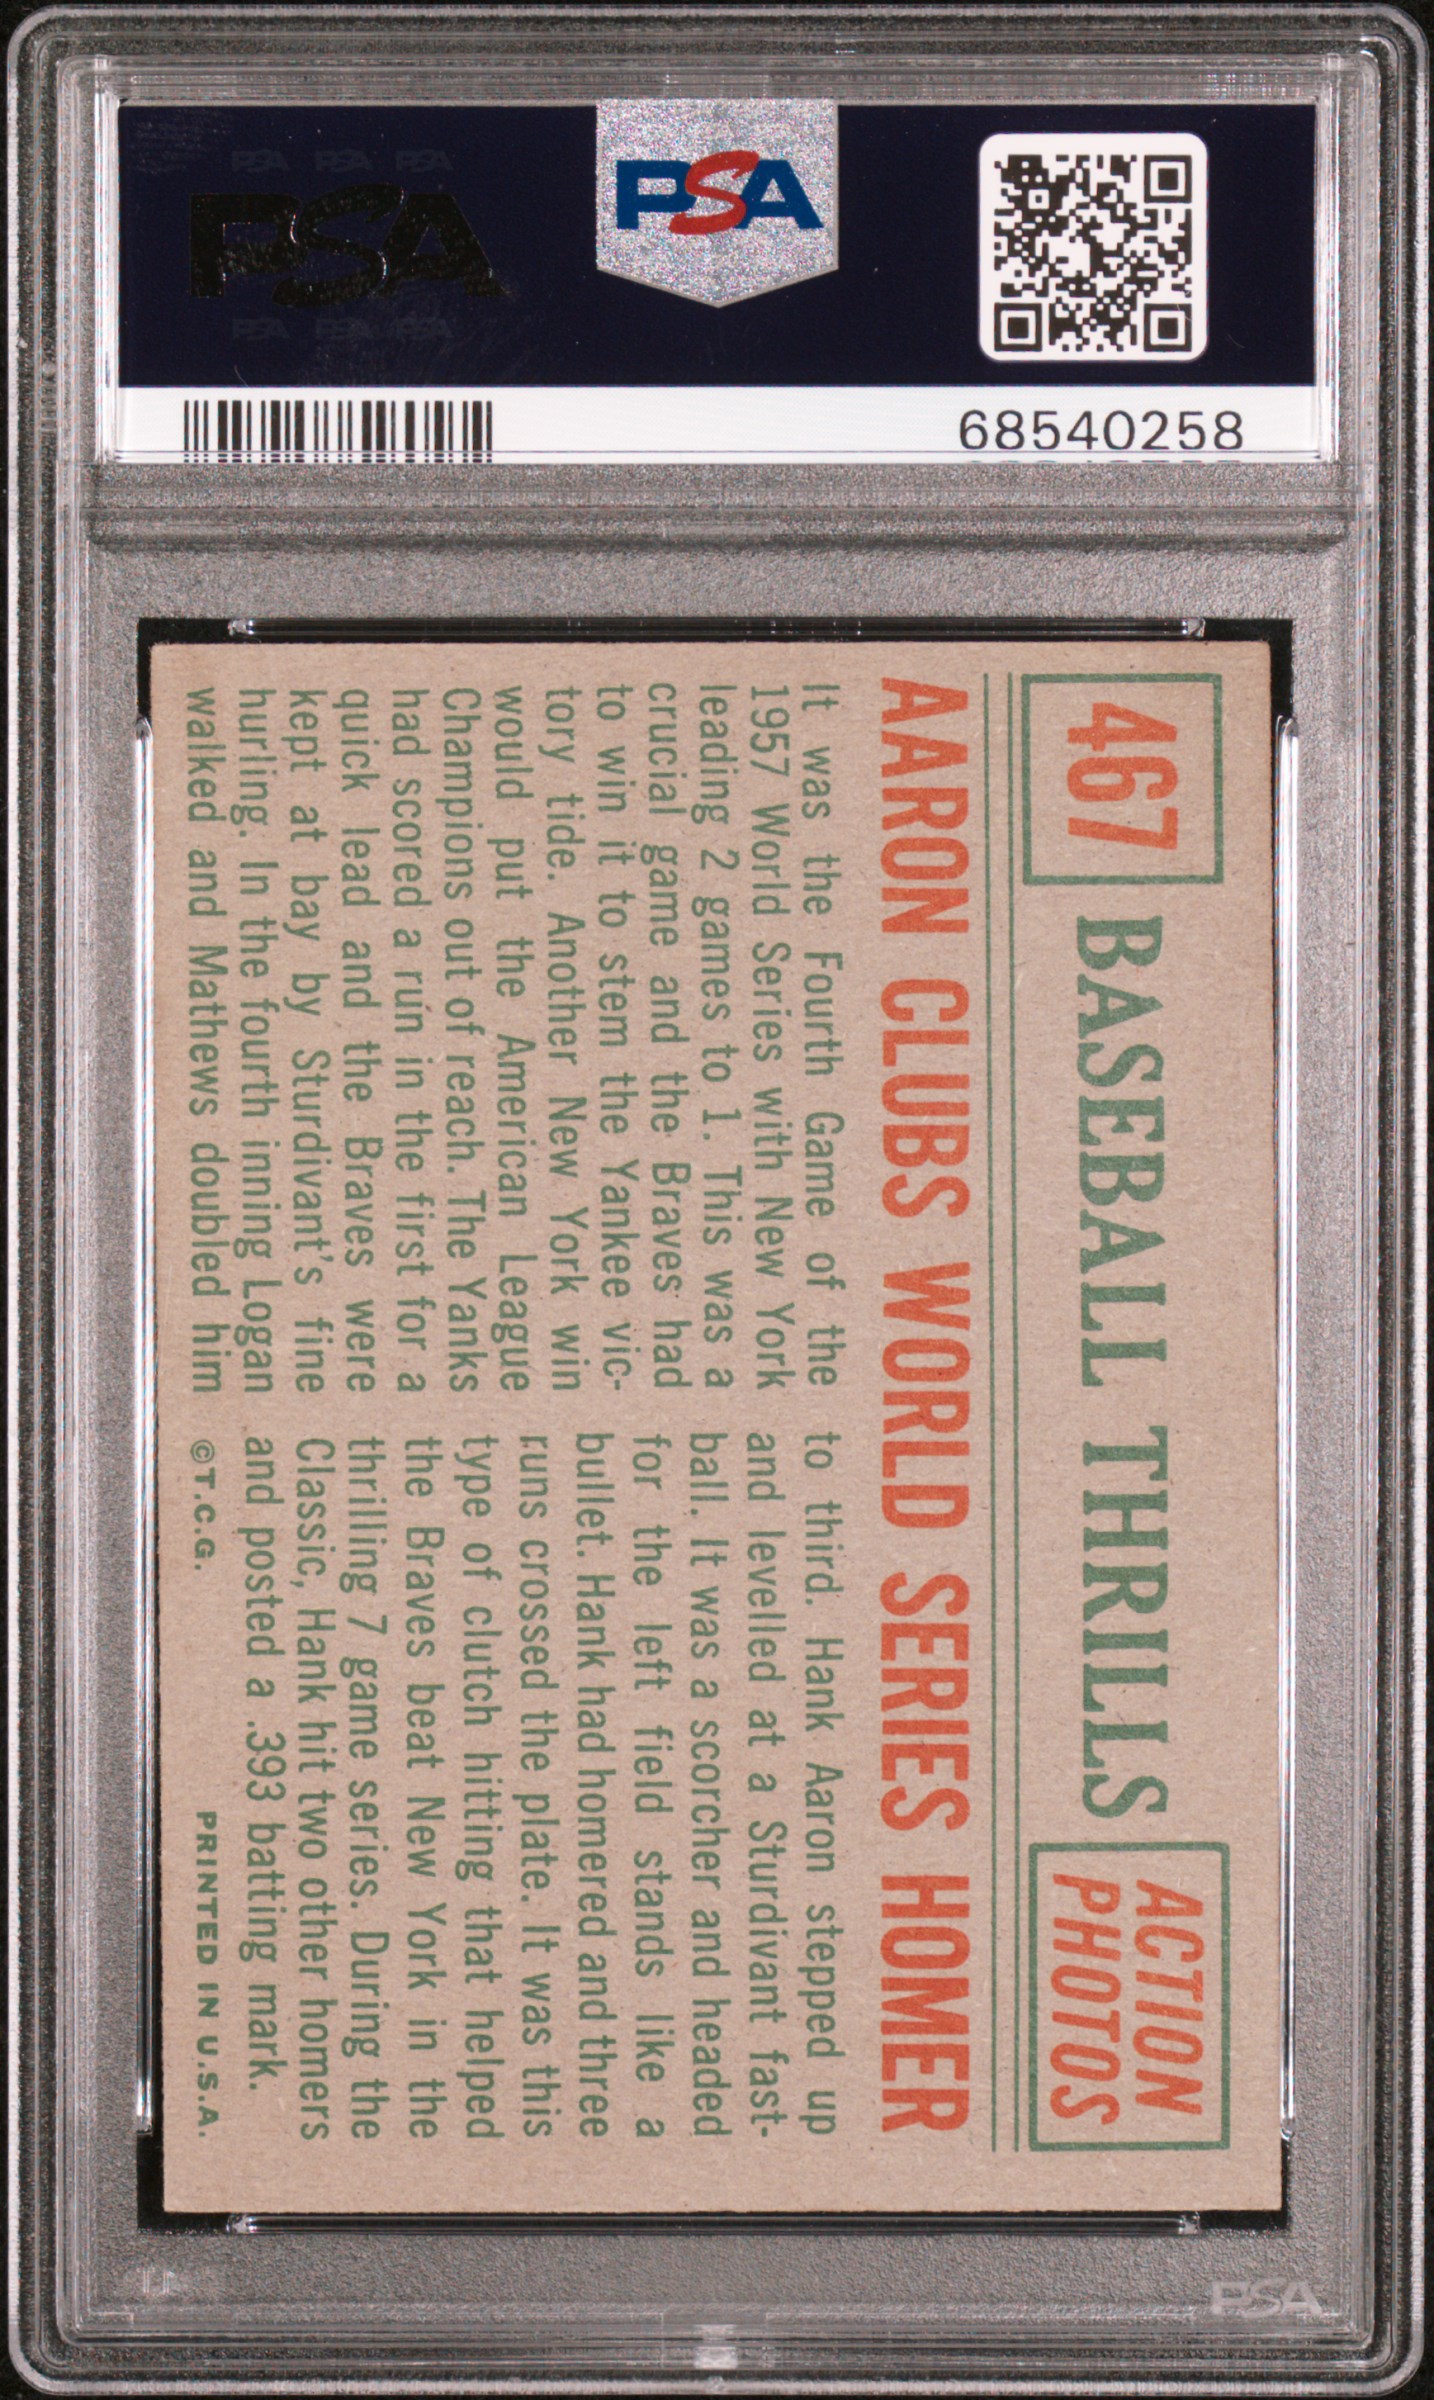 PSA PSA PSA
PSA
PSA PSA PSA
PSA
68540258
467
BASEBALL THRILLS
ACTION
PHOTOS
AARON CLUBS WORLD SERIES HOMER
It was the Fourth Game of the
1957 World Series with New York
leading 2 games to 1. This was a
crucial game and the Braves had
to win it to stem the Yankee vic-
tory tide. Another New York win
would put the American League
Champions out of reach. The Yanks
had scored a run in the first for a
quick lead and the Braves were
kept at bay by Sturdivant's fine
hurling. In the fourth inning Logan
walked and Mathews doubled him
to third. Hank Aaron stepped up
and levelled at a Sturdivant fast-
ball. It was a scorcher and headed
for the left field stands like a
bullet. Hank had homered and three
runs crossed the plate. It was this
type of clutch hitting that helped
the Braves beat New York in the
thrilling 7 game series. During the
Classic, Hank hit two other homers
and posted a .393 batting mark.
©T.C.G.
PRINTED IN U.S.A.
PSA